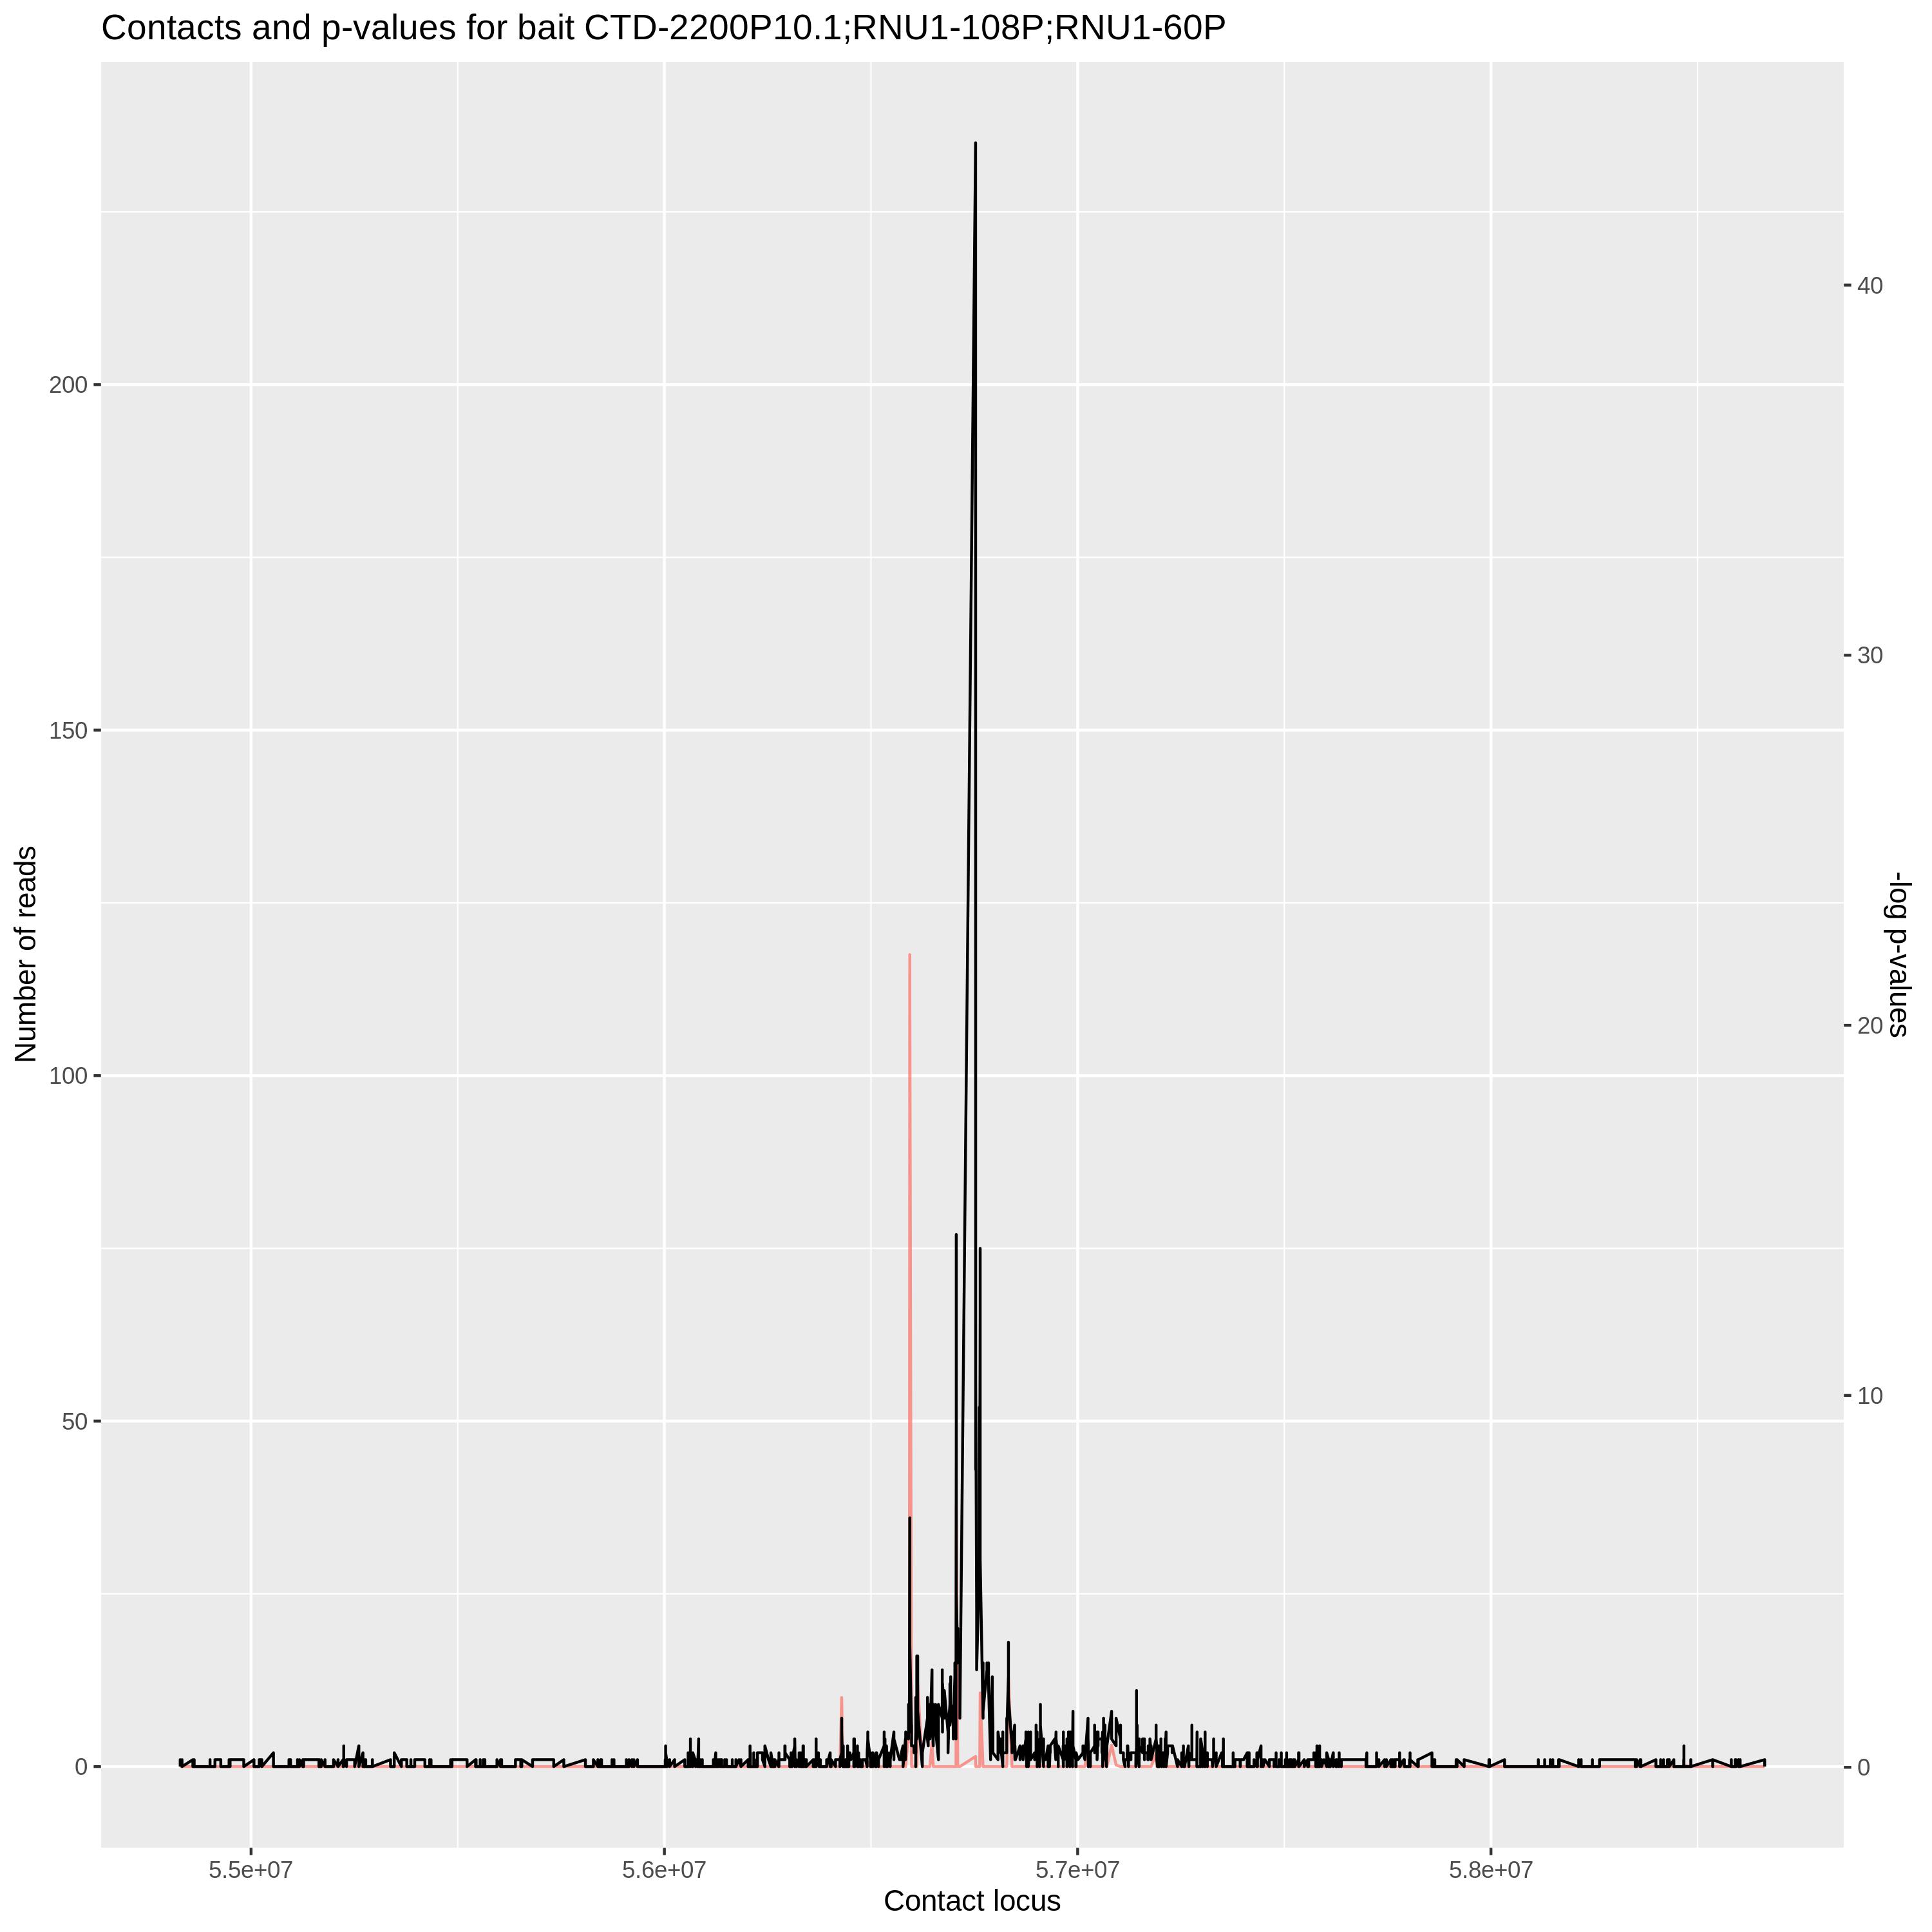 Contacts and p-values for bait CTD-2200P10.1;RNU1-108P;RNU1-60P
200
150
100
50
0
Number of reads
40
30
20
10
0
-log p-values
5.5e+07
5.6e+07
5.7e+07
5.8e+07
Contact locus